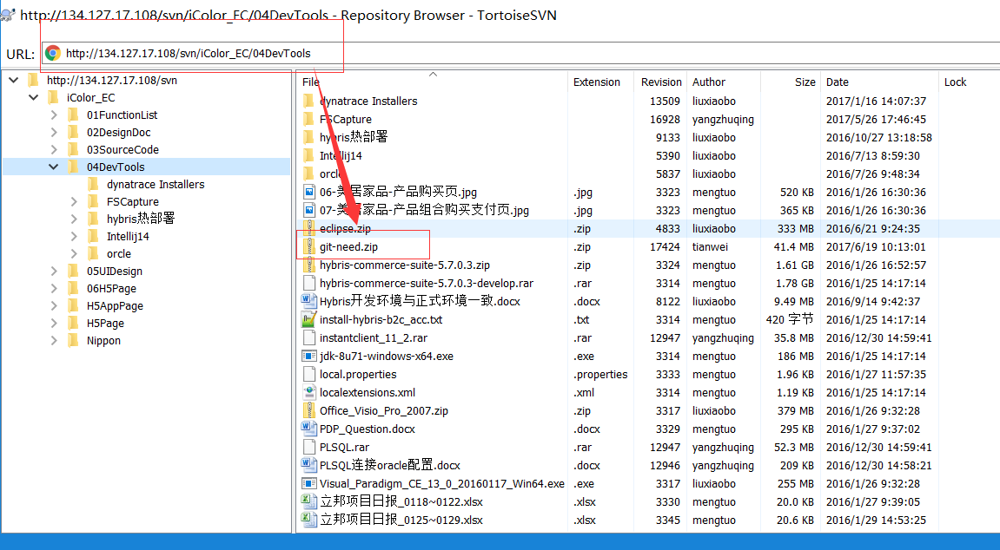 http://134.127.17.108/svn/iColor_EC/04DevTools - Repository Browser - TortoiseSVN
URL: http://134.127.17.108/svn/iColor_EC/04DevTools
http://134.127.17.108/svn
iColor_EC
01FunctionList
02DesignDoc
03SourceCode
04DevTools
dynatrace Installers
FSCapture
hybris热部署
Intellij14
orcle
05UIDesign
06H5Page
H5AppPage
H5Page
Nippon
File Extension Revision Author Size Date Lock
dynatrace Installers 13509 liuxiaobo 2017/1/16 14:07:37
FSCapture 16928 yangzhuqing 2017/5/26 17:46:45
hybris热部署 9133 liuxiaobo 2016/10/27 13:18:58
Intellij14 5390 liuxiaobo 2016/7/13 8:59:30
orcle 5837 liuxiaobo 2016/7/26 9:48:34
06-美居家品-产品购买页.jpg .jpg 3323 mengtuo 520 KB 2016/1/26 16:30:36
07-美居家品-产品组合购买支付页.jpg .jpg 3323 mengtuo 365 KB 2016/1/26 16:30:36
eclipse.zip .zip 4833 liuxiaobo 333 MB 2016/6/21 9:24:35
git-need.zip .zip 17424 tianwei 41.4 MB 2017/6/19 10:13:01
hybris-commerce-suite-5.7.0.3.zip .zip 3324 mengtuo 1.61 GB 2016/1/26 16:52:57
hybris-commerce-suite-5.7.0.3-develop.rar .rar 3314 mengtuo 1.78 GB 2016/1/25 14:17:14
Hybris开发环境与正式环境一致.docx .docx 8122 liuxiaobo 9.49 MB 2016/9/14 9:42:37
install-hybris-b2c_acc.txt .txt 3314 mengtuo 420 字节 2016/1/25 14:17:14
instantclient_11_2.rar .rar 12947 yangzhuqing 35.8 MB 2016/12/30 14:59:41
jdk-8u71-windows-x64.exe .exe 3314 mengtuo 186 MB 2016/1/25 14:17:14
local.properties .properties 3333 mengtuo 1.96 KB 2016/1/27 11:57:35
localextensions.xml .xml 3314 mengtuo 1.19 KB 2016/1/25 14:17:14
Office_Visio_Pro_2007.zip .zip 3317 liuxiaobo 379 MB 2016/1/26 9:32:28
PDP_Question.docx .docx 3329 mengtuo 295 KB 2016/1/27 9:37:02
PLSQL.rar .rar 12947 yangzhuqing 52.3 MB 2016/12/30 14:59:41
PLSQL连接oracle配置.docx .docx 12946 yangzhuqing 209 KB 2016/12/30 14:58:21
Visual_Paradigm_CE_13_0_20160117_Win64.exe .exe 3317 liuxiaobo 255 MB 2016/1/26 9:32:28
立邦项目日报_0118~0122.xlsx .xlsx 3330 mengtuo 20.0 KB 2016/1/27 9:39:05
立邦项目日报_0125~0129.xlsx .xlsx 3345 mengtuo 20.6 KB 2016/1/29 14:53:25